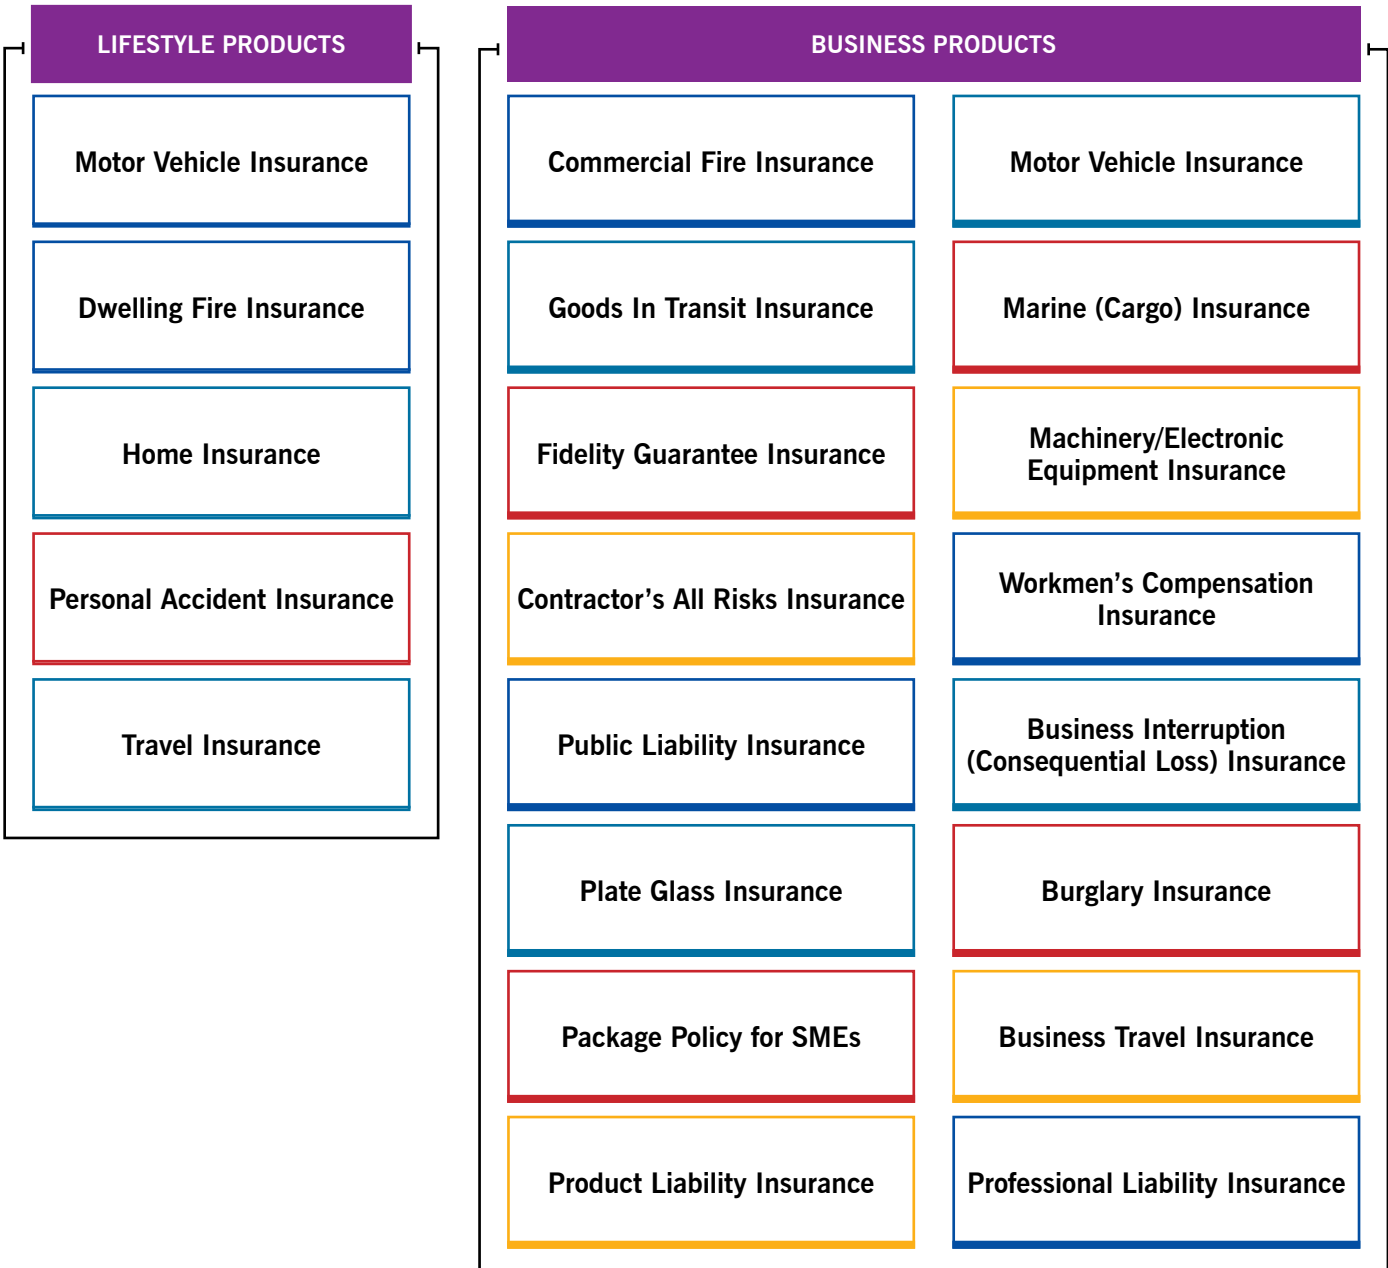 LIFESTYLE PRODUCTS
Motor Vehicle Insurance
Dwelling Fire Insurance
Home Insurance
Personal Accident Insurance
Travel Insurance
BUSINESS PRODUCTS
Commercial Fire Insurance
Motor Vehicle Insurance
Goods In Transit Insurance
Marine (Cargo) Insurance
Fidelity Guarantee Insurance
Machinery/Electronic
Equipment Insurance
Contractor’s All Risks Insurance
Workmen’s Compensation
Insurance
Public Liability Insurance
Business Interruption
(Consequential Loss) Insurance
Plate Glass Insurance
Burglary Insurance
Package Policy for SMEs
Business Travel Insurance
Product Liability Insurance
Professional Liability Insurance